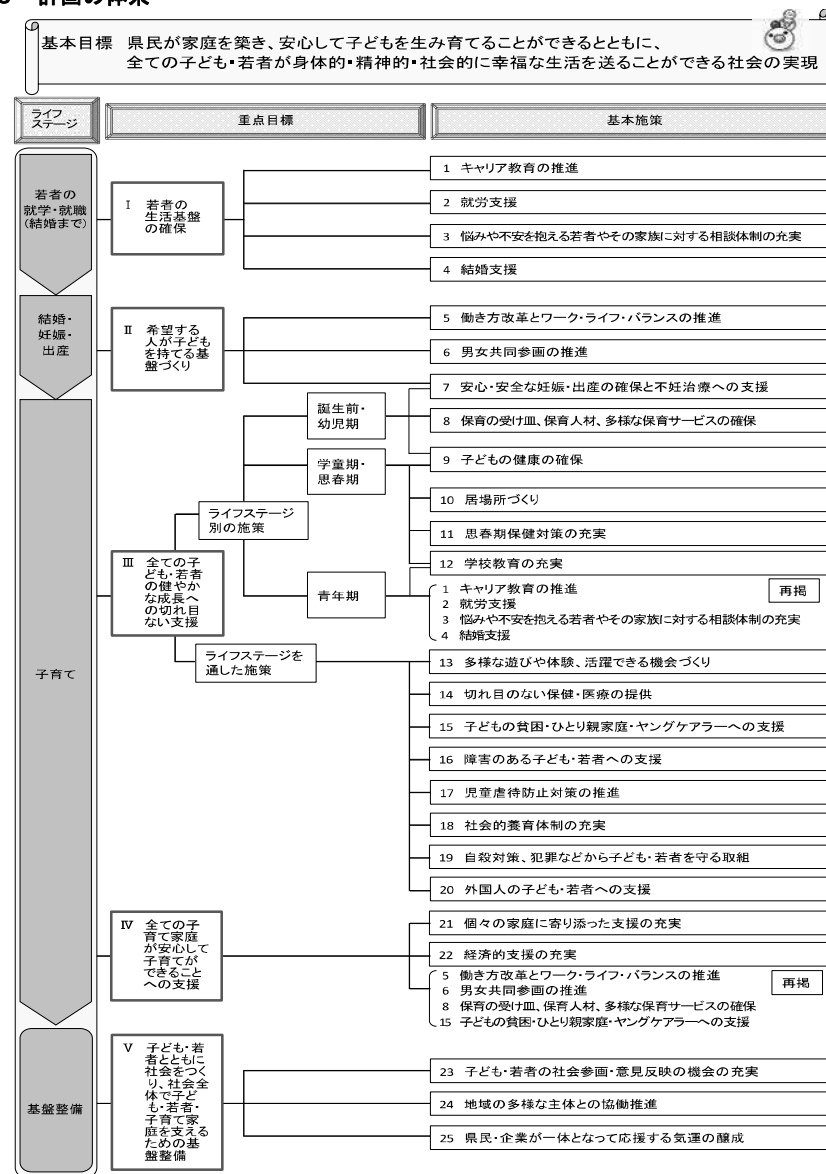 計画の体系
基本目標　県民が家庭を築き、安心して子どもを生み育てることができるとともに、
全ての子ども・若者が身体的・精神的・社会的に幸福な生活を送ることができる社会の実現
ライフ
ステージ
重点目標
基本施策
若者の
就学・就職
(結婚まで)
Ⅰ　若者の
生活基盤
の確保
1　キャリア教育の推進
2　就労支援
3　悩みや不安を抱える若者やその家族に対する相談体制の充実
4　結婚支援
結婚・
妊娠・
出産
Ⅱ　希望する
人が子ども
を持てる基
盤づくり
5　働き方改革とワーク・ライフ・バランスの推進
6　男女共同参画の推進
7　安心・安全な妊娠・出産の確保と不妊治療への支援
子育て
Ⅲ　全ての子
ども・若者
の健やか
な成長へ
の切れ目
ない支援
ライフステージ
別の施策
誕生前・
幼児期
学童期・
思春期
青年期
8　保育の受け皿、保育人材、多様な保育サービスの確保
9　子どもの健康の確保
10　居場所づくり
11　思春期保健対策の充実
12　学校教育の充実
1　キャリア教育の推進
2　就労支援
3　悩みや不安を抱える若者やその家族に対する相談体制の充実
4　結婚支援
再掲
ライフステージを
通した施策
13　多様な遊びや体験、活躍できる機会づくり
14　切れ目のない保健・医療の提供
15　子どもの貧困・ひとり親家庭・ヤングケアラーへの支援
16　障害のある子ども・若者への支援
17　児童虐待防止対策の推進
18　社会的養育体制の充実
19　自殺対策、犯罪などから子ども・若者を守る取組
20　外国人の子ども・若者への支援
Ⅳ　全ての子
育て家庭
が安心して
子育てが
できること
への支援
21　個々の家庭に寄り添った支援の充実
22　経済的支援の充実
5　働き方改革とワーク・ライフ・バランスの推進
6　男女共同参画の推進
8　保育の受け皿、保育人材、多様な保育サービスの確保
15　子どもの貧困・ひとり親家庭・ヤングケアラーへの支援
再掲
基盤整備
Ⅴ　子ども・若
者とともに
社会をつく
り、社会全
体で子ど
も・若者・
子育て家
庭を支える
ための基
盤整備
23　子ども・若者の社会参画・意見反映の機会の充実
24　地域の多様な主体との協働推進
25　県民・企業が一体となって応援する気運の醸成